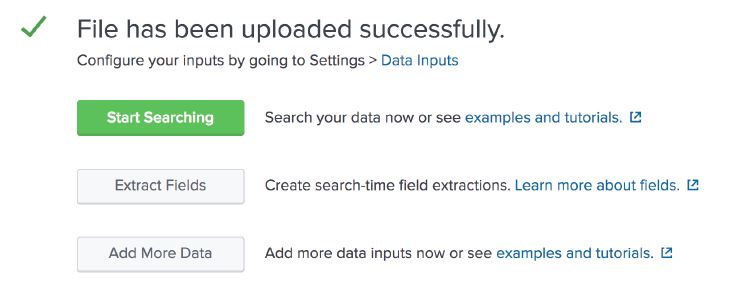 File has been uploaded successfully.
Configure your inputs by going to Settings > Data Inputs
Start Searching Search your data now or see examples and tutorials.
Extract Fields Create search-time field extractions. Learn more about fields.
Add More Data Add more data inputs now or see examples and tutorials.